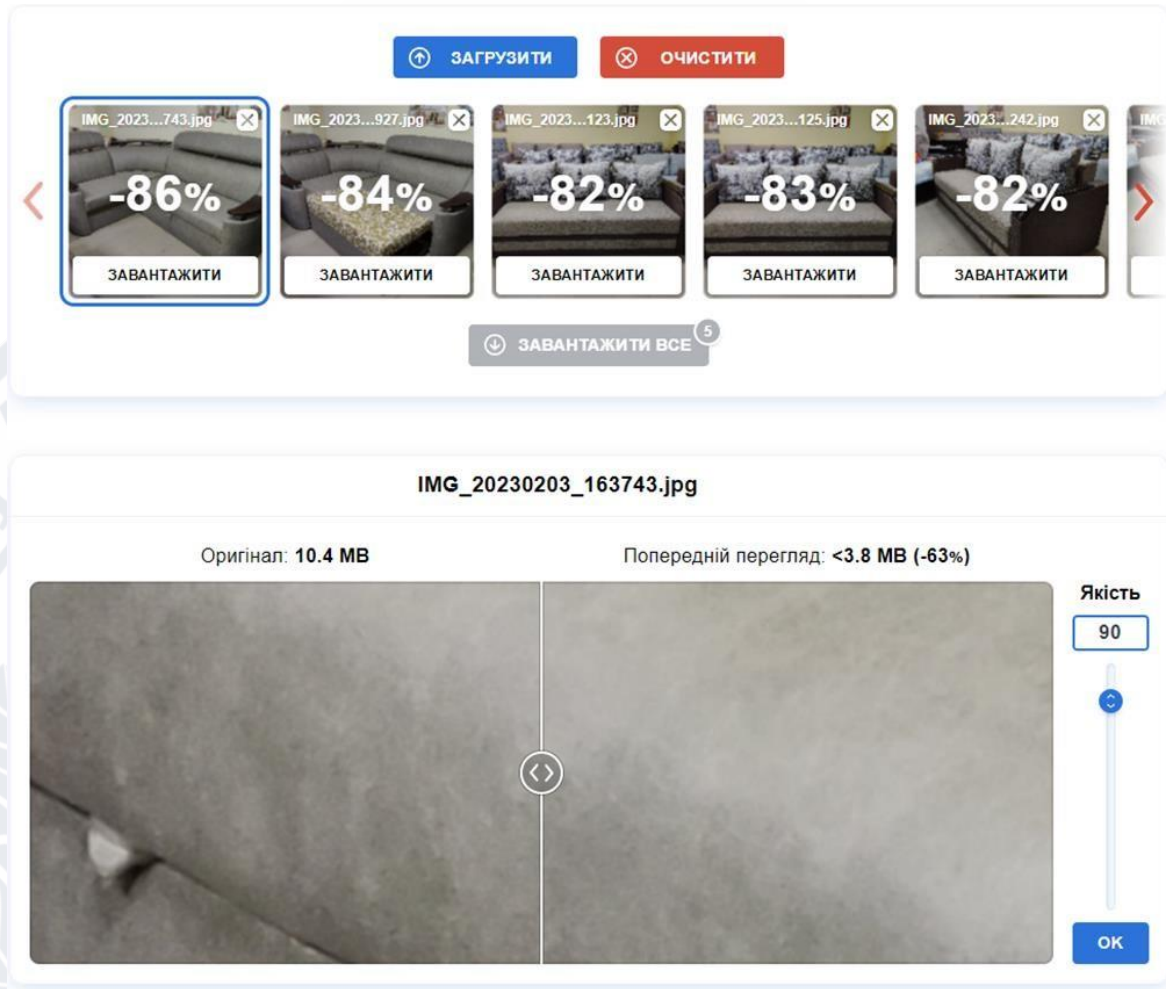 ЗАГРУЗИТИ ОЧИСТИТИ
IMG_2023...743.jpg IMG_2023...927.jpg IMG_2023...123.jpg IMG_2023...125.jpg IMG_2023...242.jpg IMG
-86% -84% -82% -83% -82%
ЗАВАНТАЖИТИ ЗАВАНТАЖИТИ ЗАВАНТАЖИТИ ЗАВАНТАЖИТИ ЗАВАНТАЖИТИ
ЗАВАНТАЖИТИ ВСЕ 5
IMG_20230203_163743.jpg
Оригінал: 10.4 MB Попередній перегляд: <3.8 MB (-63%)
Якість
90
OK